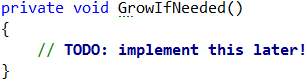 private void GrowIfNeeded()
{
    // TODO: implement this later!
}